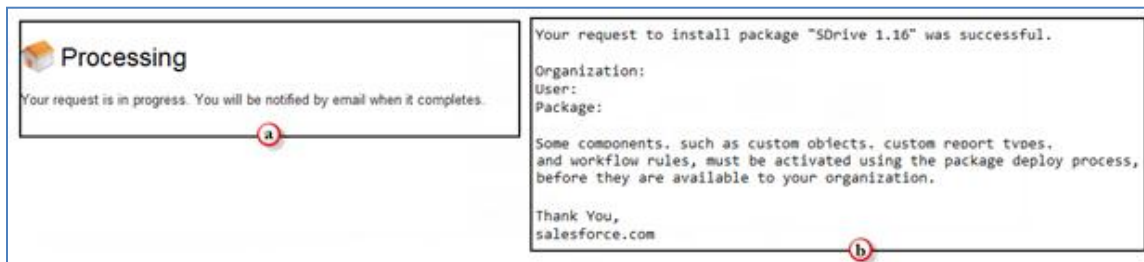 Processing
Your request is in progress. You will be notified by email when it completes.
a
Your request to install package "SDrive 1.16" was successful.
Organization:
User:
Package:
Some components, such as custom objects, custom report types,
and workflow rules, must be activated using the package deploy process,
before they are available to your organization.
Thank You,
salesforce.com
b